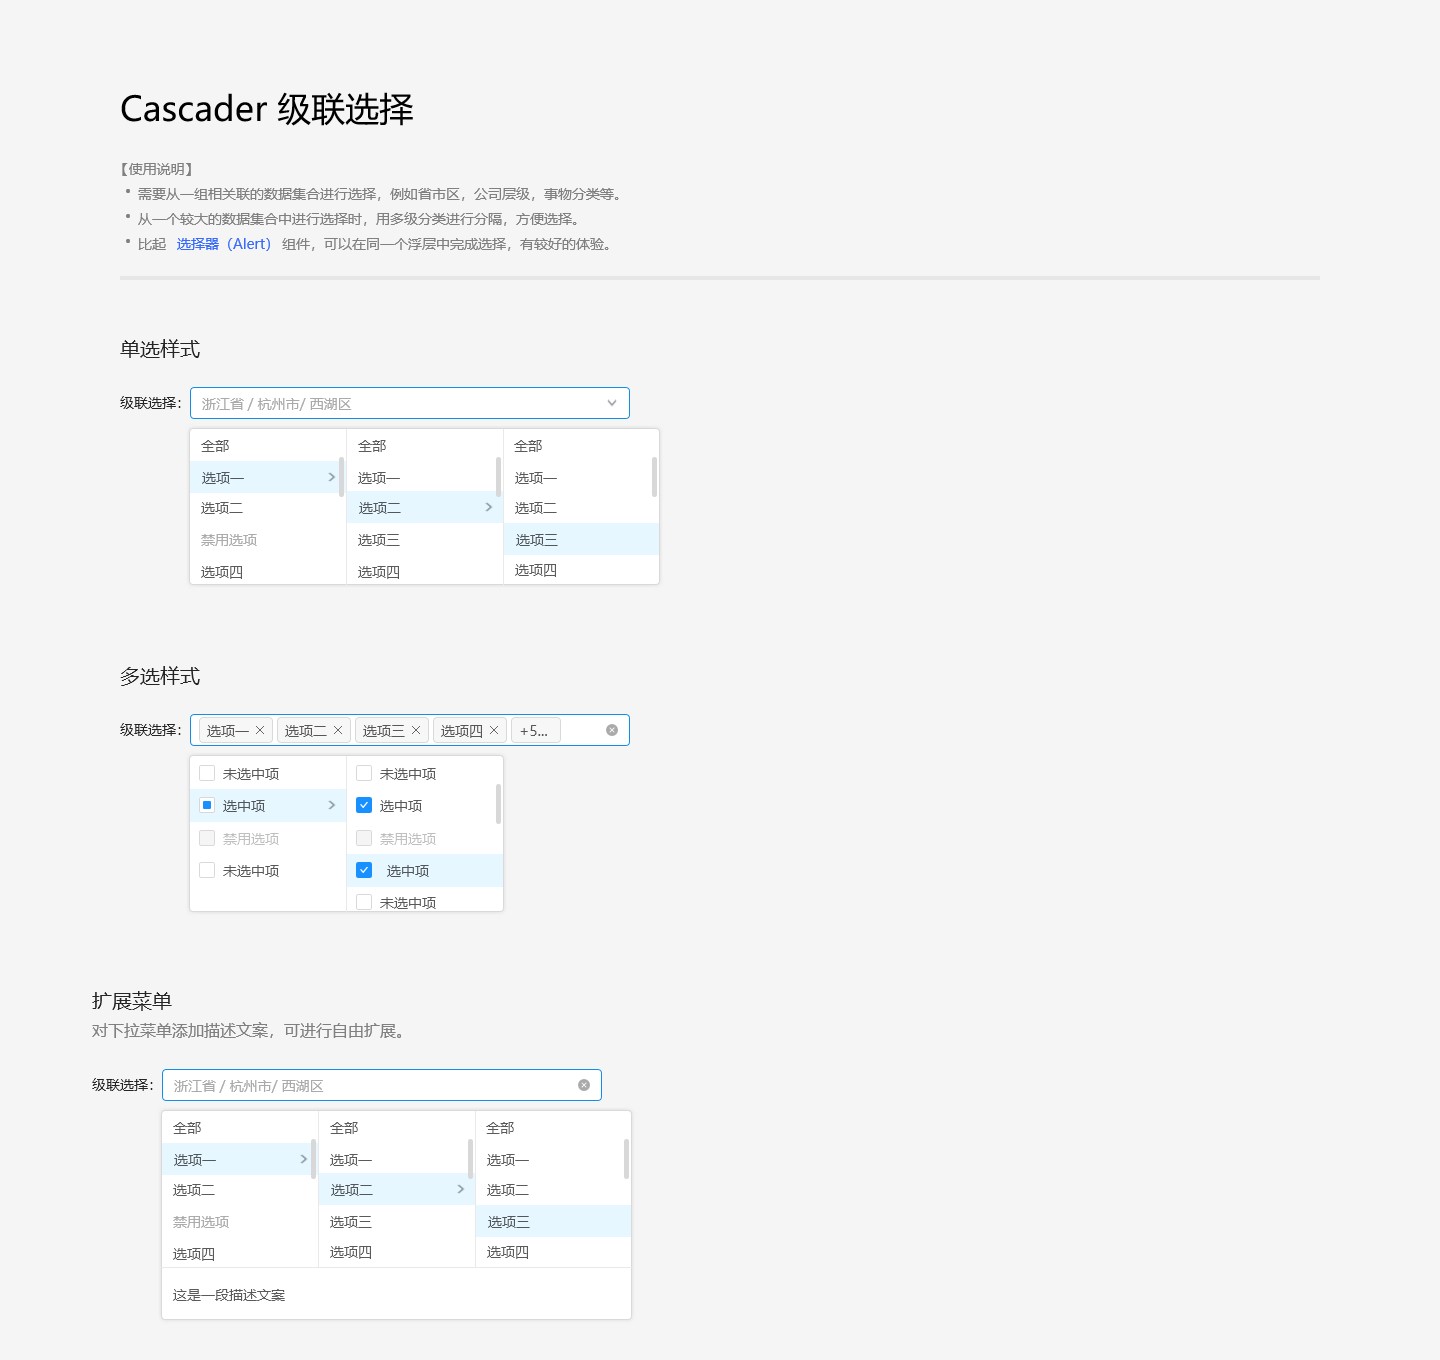 Cascader 级联选择
【使用说明】
• 需要从一组相关联的数据集合进行选择，例如省市区，公司层级，事物分类等。
• 从一个较大的数据集合中进行选择时，用多级分类进行分隔，方便选择。
• 比起 选择器（Alert） 组件，可以在同一个浮层中完成选择，有较好的体验。
单选样式
级联选择： 浙江省 / 杭州市/ 西湖区
全部 全部 全部
选项一 选项一 选项一
选项二 选项二 选项二
禁用选项 选项三 选项三
选项四 选项四 选项四
多选样式
级联选择： 选项一 选项二 选项三 选项四 +5...
未选中项 未选中项
选中项 选中项
禁用选项 禁用选项
未选中项 选中项
未选中项
扩展菜单
对下拉菜单添加描述文案，可进行自由扩展。
级联选择： 浙江省 / 杭州市/ 西湖区
全部 全部 全部
选项一 选项一 选项一
选项二 选项二 选项二
禁用选项 选项三 选项三
选项四 选项四 选项四
这是一段描述文案